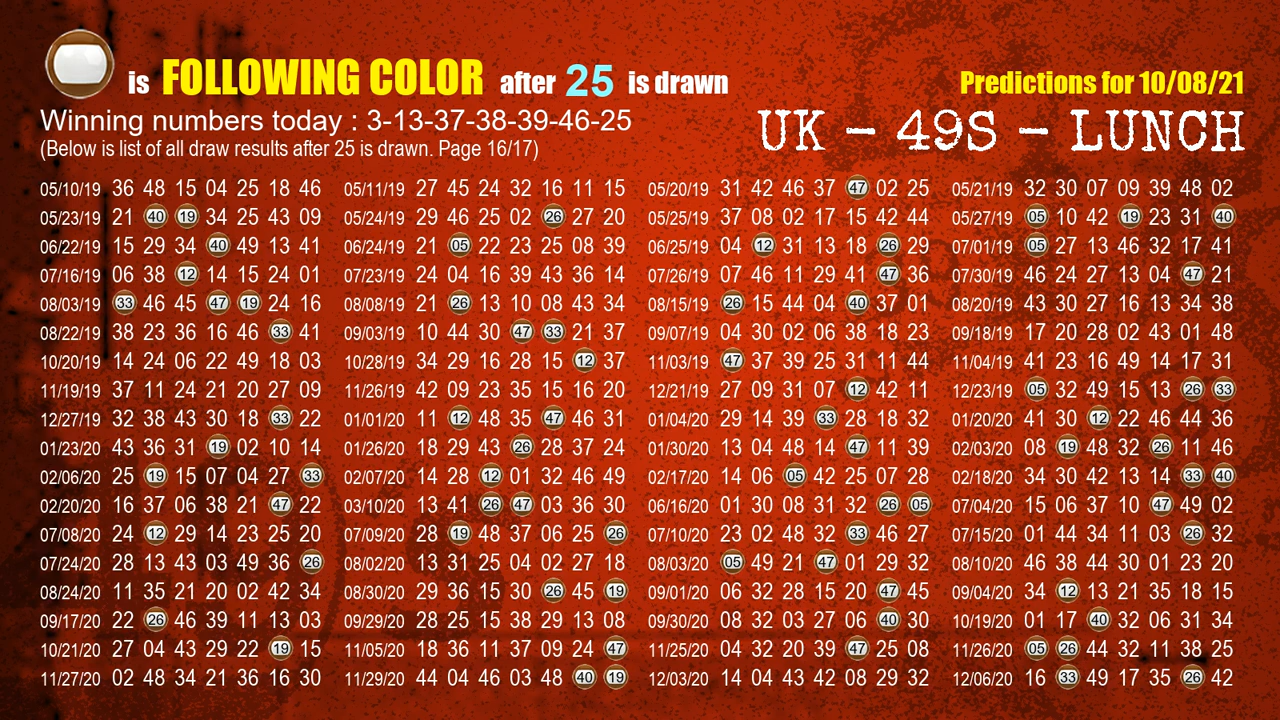 is FOLLOWING COLOR after 25 is drawn
Predictions for 10/08/21
Winning numbers today : 3-13-37-38-39-46-25
UK - 49S - LUNCH
(Below is list of all draw results after 25 is drawn. Page 16/17)
05/10/19 36 48 15 04 25 18 46 05/11/19 27 45 24 32 16 11 15 05/20/19 31 42 46 37 47 02 25 05/21/19 32 30 07 09 39 48 02
05/23/19 21 40 19 34 25 43 09 05/24/19 29 46 25 02 26 27 20 05/25/19 37 08 02 17 15 42 44 05/27/19 05 10 42 19 23 31 40
06/22/19 15 29 34 40 49 13 41 06/24/19 21 05 22 23 25 08 39 06/25/19 04 12 31 13 18 26 29 07/01/19 05 27 13 46 32 17 41
07/16/19 06 38 12 14 15 24 01 07/23/19 24 04 16 39 43 36 14 07/26/19 07 46 11 29 41 47 36 07/30/19 46 24 27 13 04 47 21
08/03/19 33 46 45 47 19 24 16 08/08/19 21 26 13 10 08 43 34 08/15/19 26 15 44 04 40 37 01 08/20/19 43 30 27 16 13 34 38
08/22/19 38 23 36 16 46 33 41 09/03/19 10 44 30 47 33 21 37 09/07/19 04 30 02 06 38 18 23 09/18/19 17 20 28 02 43 01 48
10/20/19 14 24 06 22 49 18 03 10/28/19 34 29 16 28 15 12 37 11/03/19 47 37 39 25 31 11 44 11/04/19 41 23 16 49 14 17 31
11/19/19 37 11 24 21 20 27 09 11/26/19 42 09 23 35 15 16 20 12/21/19 27 09 31 07 12 42 11 12/23/19 05 32 49 15 13 26 33
12/27/19 32 38 43 30 18 33 22 01/01/20 11 12 48 35 47 46 31 01/04/20 29 14 39 33 28 18 32 01/20/20 41 30 12 22 46 44 36
01/23/20 43 36 31 19 02 10 14 01/26/20 18 29 43 26 28 37 24 01/30/20 13 04 48 14 47 11 39 02/03/20 08 19 48 32 26 11 46
02/06/20 25 19 15 07 04 27 33 02/07/20 14 28 12 01 32 46 49 02/17/20 14 06 05 42 25 07 28 02/18/20 34 30 42 13 14 33 40
02/20/20 16 37 06 38 21 47 22 03/10/20 13 41 26 47 03 36 30 06/16/20 01 30 08 31 32 26 05 07/04/20 15 06 37 10 47 49 02
07/08/20 24 12 29 14 23 25 20 07/09/20 28 19 48 37 06 25 26 07/10/20 23 02 48 32 33 46 27 07/15/20 01 44 34 11 03 26 32
07/24/20 28 13 43 03 49 36 26 08/02/20 13 31 25 04 02 27 18 08/03/20 05 49 21 47 01 29 32 08/10/20 46 38 44 30 01 23 20
08/24/20 11 35 21 20 02 42 34 08/30/20 29 36 15 30 26 45 19 09/01/20 06 32 28 15 20 47 45 09/04/20 34 12 13 21 35 18 15
09/17/20 22 26 46 39 11 13 03 09/29/20 28 25 15 38 29 13 08 09/30/20 08 32 03 27 06 40 30 10/19/20 01 17 40 32 06 31 34
10/21/20 27 04 43 29 22 19 15 11/05/20 18 36 11 37 09 24 47 11/25/20 04 02 20 39 47 25 08 11/26/20 05 26 44 32 11 38 25
11/27/20 02 48 34 21 36 16 30 11/29/20 44 04 46 03 48 40 19 12/03/20 14 04 43 42 08 29 32 12/06/20 16 33 49 17 35 26 42